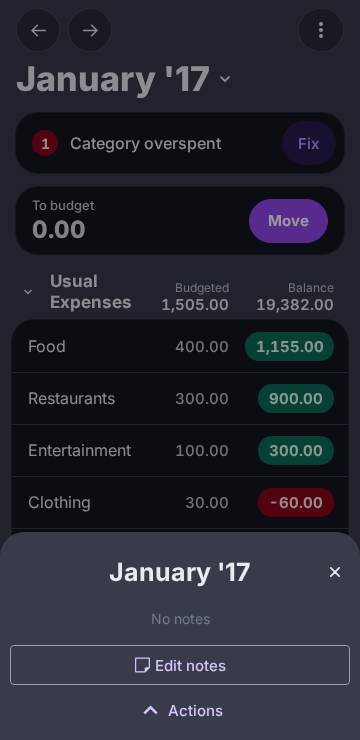 January '17
1 Category overspent Fix
To budget
0.00 Move
Usual Expenses Budgeted Balance
1,505.00 19,382.00
Food 400.00 1,155.00
Restaurants 300.00 900.00
Entertainment 100.00 300.00
Clothing 30.00 -60.00
January '17
No notes
Edit notes
Actions